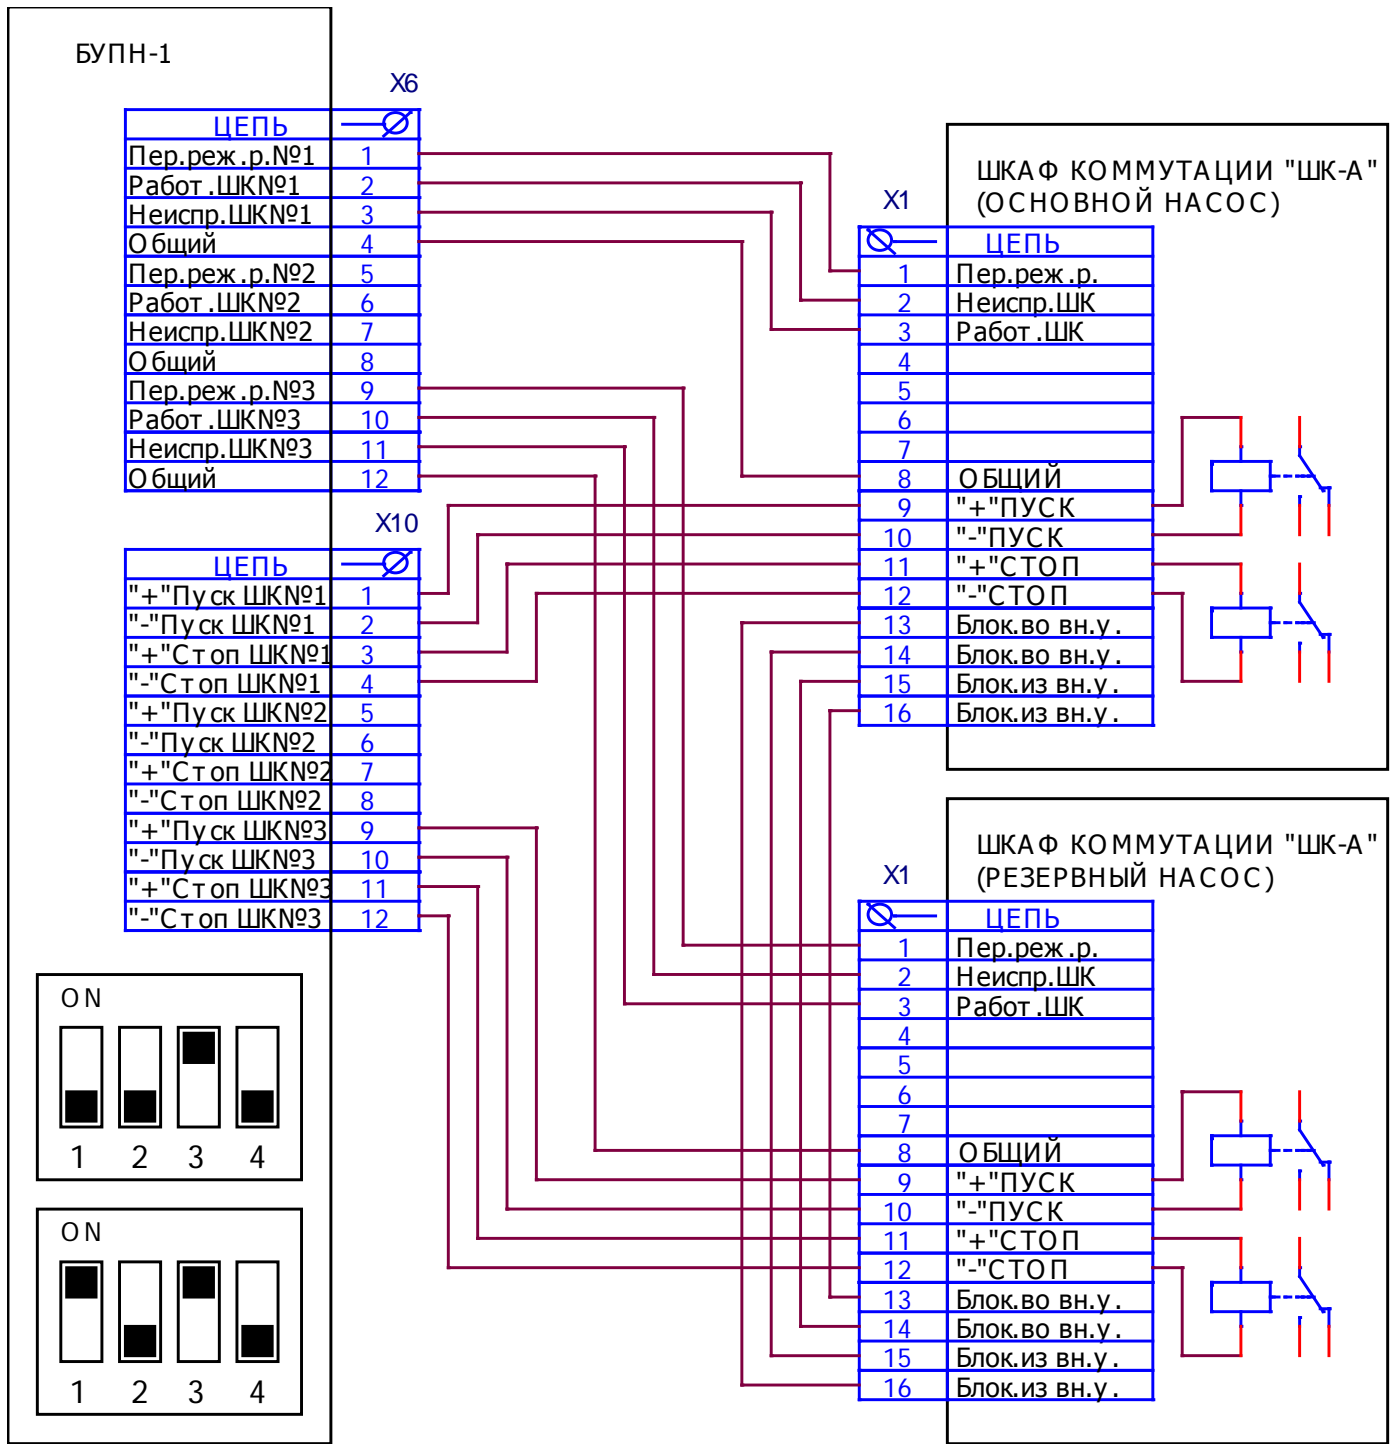 БУПН-1
X6
ЦЕПЬ
Пер.реж.р.№1 1
Работ.ШК№1 2
Неиспр.ШК№1 3
Общий 4
Пер.реж.р.№2 5
Работ.ШК№2 6
Неиспр.ШК№2 7
Общий 8
Пер.реж.р.№3 9
Работ.ШК№3 10
Неиспр.ШК№3 11
Общий 12
X10
ЦЕПЬ
"+"Пуск ШК№1 1
"-"Пуск ШК№1 2
"+"Стоп ШК№1 3
"-"Стоп ШК№1 4
"+"Пуск ШК№2 5
"-"Пуск ШК№2 6
"+"Стоп ШК№2 7
"-"Стоп ШК№2 8
"+"Пуск ШК№3 9
"-"Пуск ШК№3 10
"+"Стоп ШК№3 11
"-"Стоп ШК№3 12
ON
1 2 3 4
ON
1 2 3 4
ШКАФ КОММУТАЦИИ "ШК-А"
(ОСНОВНОЙ НАСОС)
X1
ЦЕПЬ
1 Пер.реж.р.
2 Неиспр.ШК
3 Работ.ШК
4
5
6
7
8 ОБЩИЙ
9 "+"ПУСК
10 "-"ПУСК
11 "+"СТОП
12 "-"СТОП
13 Блок.во вн.у.
14 Блок.во вн.у.
15 Блок.из вн.у.
16 Блок.из вн.у.
ШКАФ КОММУТАЦИИ "ШК-А"
(РЕЗЕРВНЫЙ НАСОС)
X1
ЦЕПЬ
1 Пер.реж.р.
2 Неиспр.ШК
3 Работ.ШК
4
5
6
7
8 ОБЩИЙ
9 "+"ПУСК
10 "-"ПУСК
11 "+"СТОП
12 "-"СТОП
13 Блок.во вн.у.
14 Блок.во вн.у.
15 Блок.из вн.у.
16 Блок.из вн.у.